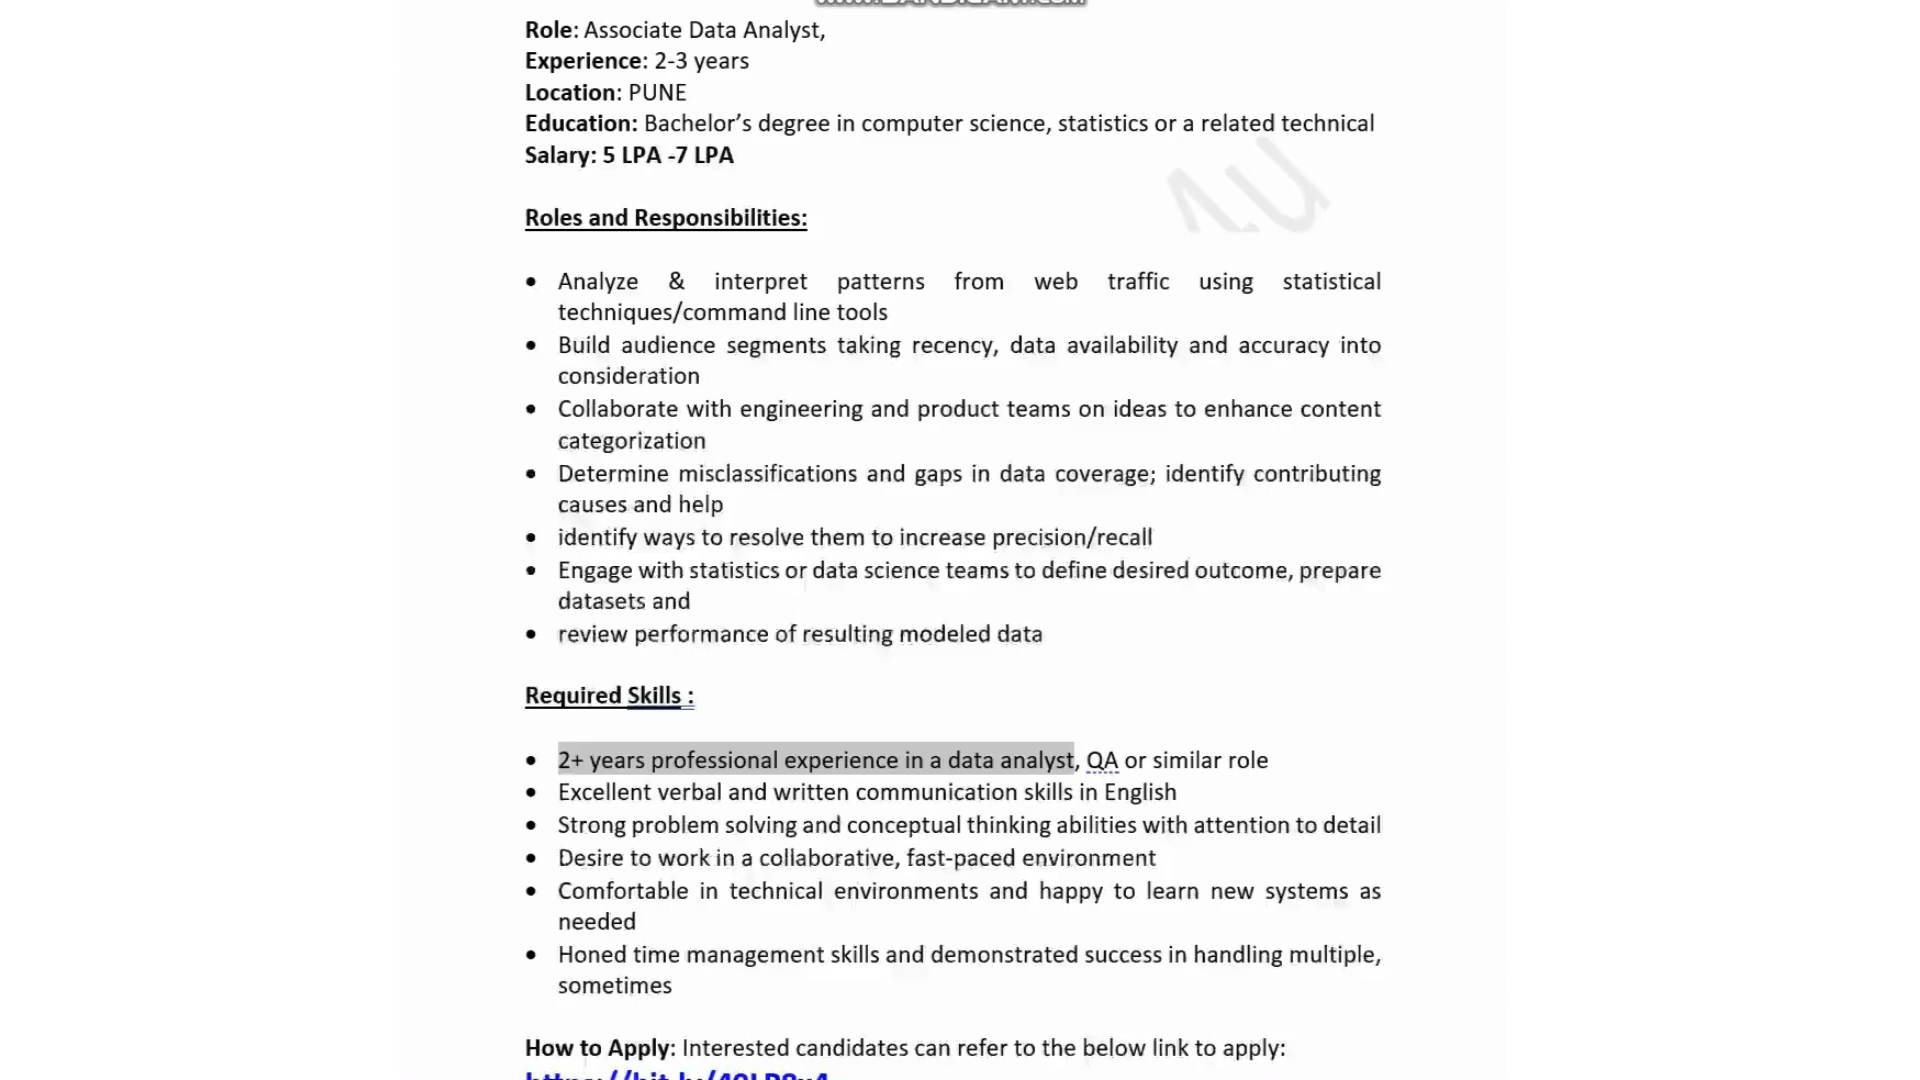 Role: Associate Data Analyst,
Experience: 2-3 years
Location: PUNE
Education: Bachelor’s degree in computer science, statistics or a related technical
Salary: 5 LPA -7 LPA
Roles and Responsibilities:
• Analyze & interpret patterns from web traffic using statistical
techniques/command line tools
• Build audience segments taking recency, data availability and accuracy into
consideration
• Collaborate with engineering and product teams on ideas to enhance content
categorization
• Determine misclassifications and gaps in data coverage; identify contributing
causes and help
• identify ways to resolve them to increase precision/recall
• Engage with statistics or data science teams to define desired outcome, prepare
datasets and
• review performance of resulting modeled data
Required Skills :
• 2+ years professional experience in a data analyst, QA or similar role
• Excellent verbal and written communication skills in English
• Strong problem solving and conceptual thinking abilities with attention to detail
• Desire to work in a collaborative, fast-paced environment
• Comfortable in technical environments and happy to learn new systems as
needed
• Honed time management skills and demonstrated success in handling multiple,
sometimes
How to Apply: Interested candidates can refer to the below link to apply: